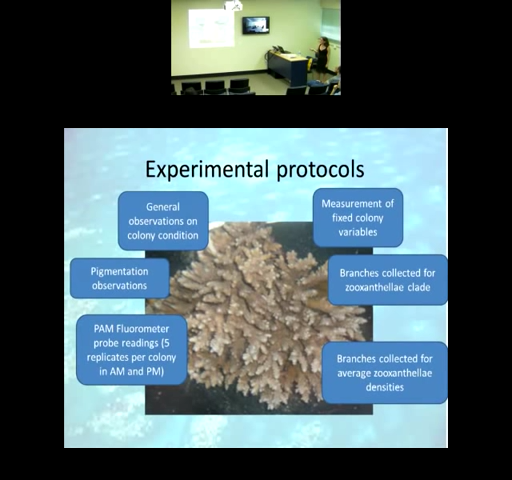 Experimental protocols
General
observations on
colony condition
Measurement of
fixed colony
variables
Pigmentation
observations
Branches collected for
zooxanthellae clade
PAM Fluorometer
probe readings (5
replicates per colony
in AM and PM)
Branches collected for
average zooxanthellae
densities